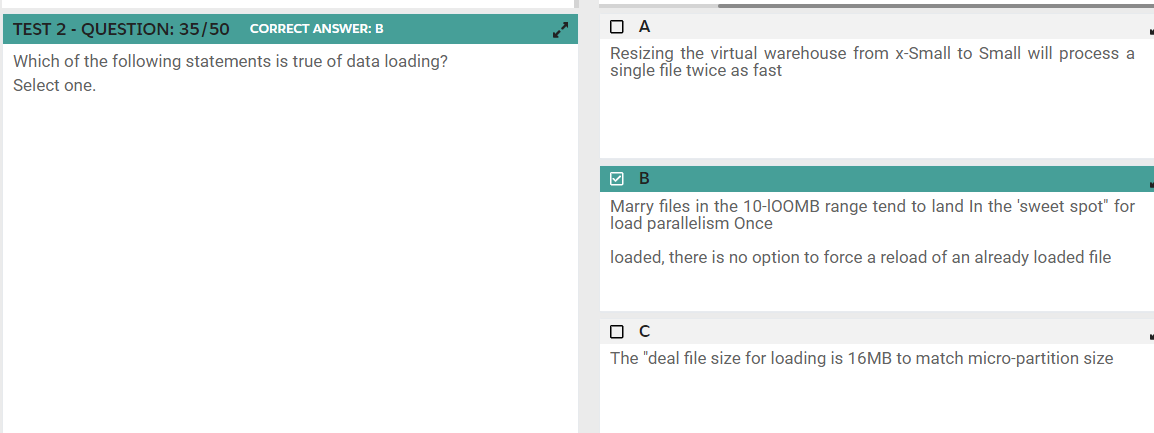 TEST 2 - QUESTION: 35/50 CORRECT ANSWER: B
Which of the following statements is true of data loading?
Select one.
A
Resizing the virtual warehouse from x-Small to Small will process a
single file twice as fast
B
Marry files in the 10-lOOMB range tend to land In the 'sweet spot" for
load parallelism Once
loaded, there is no option to force a reload of an already loaded file
C
The "deal file size for loading is 16MB to match micro-partition size